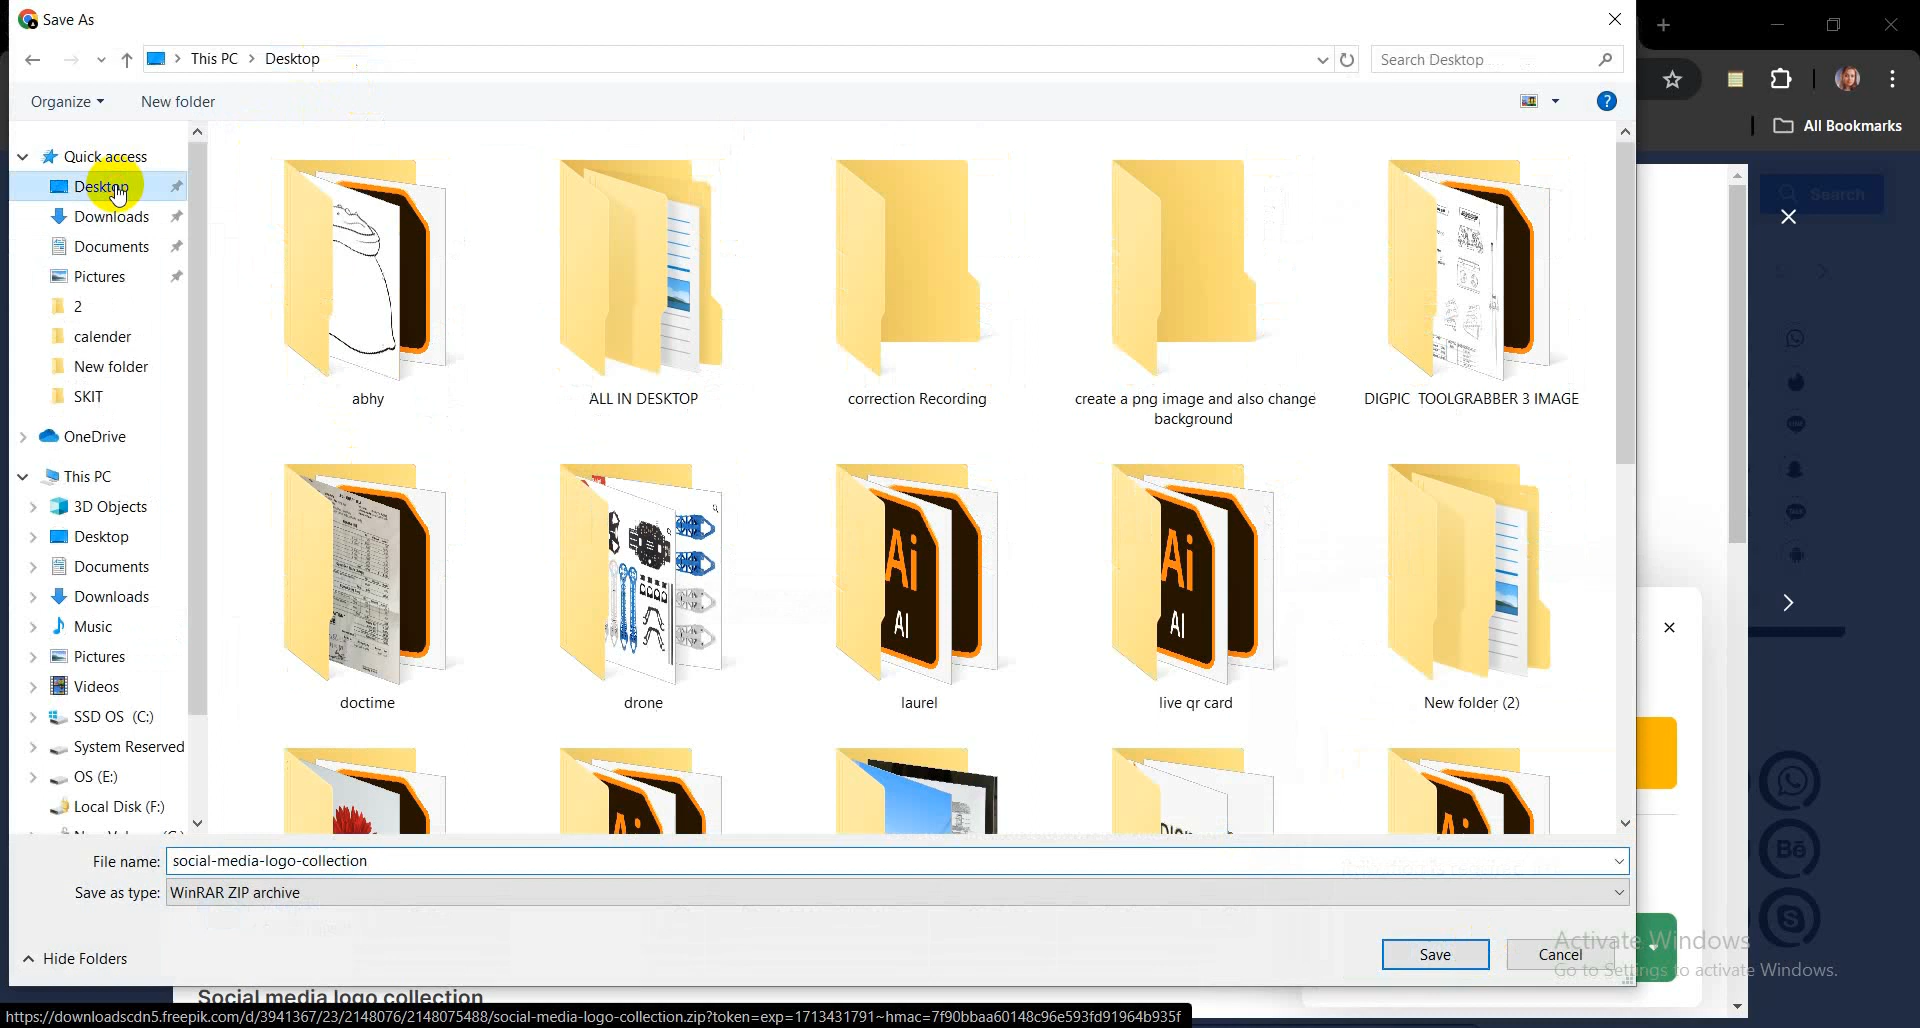 Save As
This PC
Desktop
Search Desktop
Organize
New folder
All Bookmarks
Quick access
Desktop
Downloads
Documents
Pictures
2
calender
New folder
SKIT
OneDrive
This PC
3D Objects
Desktop
Documents
Downloads
Music
Pictures
Videos
SSD OS (C:)
System Reserved
OS (E:)
Local Disk (F:)
Search
abhy
ALL IN DESKTOP
correction Recording
create a png image and also change
background
DIGPIC TOOLGRABBER 3 IMAGE
Ai
AI
Ai
AI
doctime
drone
laurel
live qr card
New folder (2)
File name: social-media-logo-collection
Save as type: WinRAR ZIP archive
Hide Folders
Save
Cancel
Activate Windows
Go to Settings to activate Windows.
Social media logo collection
https://downloadscdn5.freepik.com/d/3941367/23/2148076/2148075488/social-media-logo-collection.zip?token=exp=1713431791~hmac=7f90bbaa60148c96e593fd91964b935f